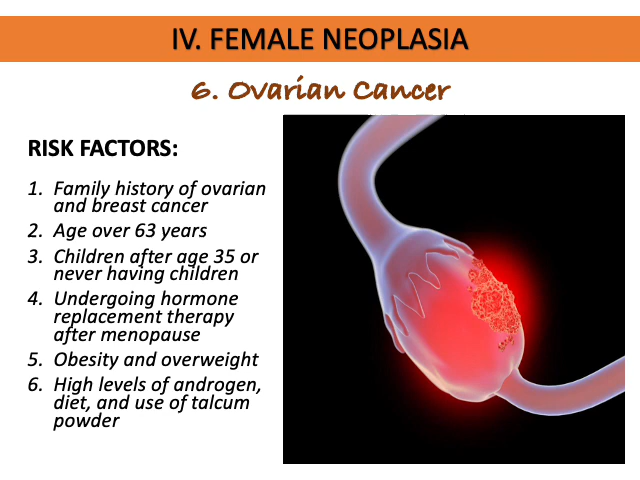 IV. FEMALE NEOPLASIA
6. Ovarian Cancer
RISK FACTORS:
1. Family history of ovarian
and breast cancer
2. Age over 63 years
3. Children after age 35 or
never having children
4. Undergoing hormone
replacement therapy
after menopause
5. Obesity and overweight
6. High levels of androgen,
diet, and use of talcum
powder